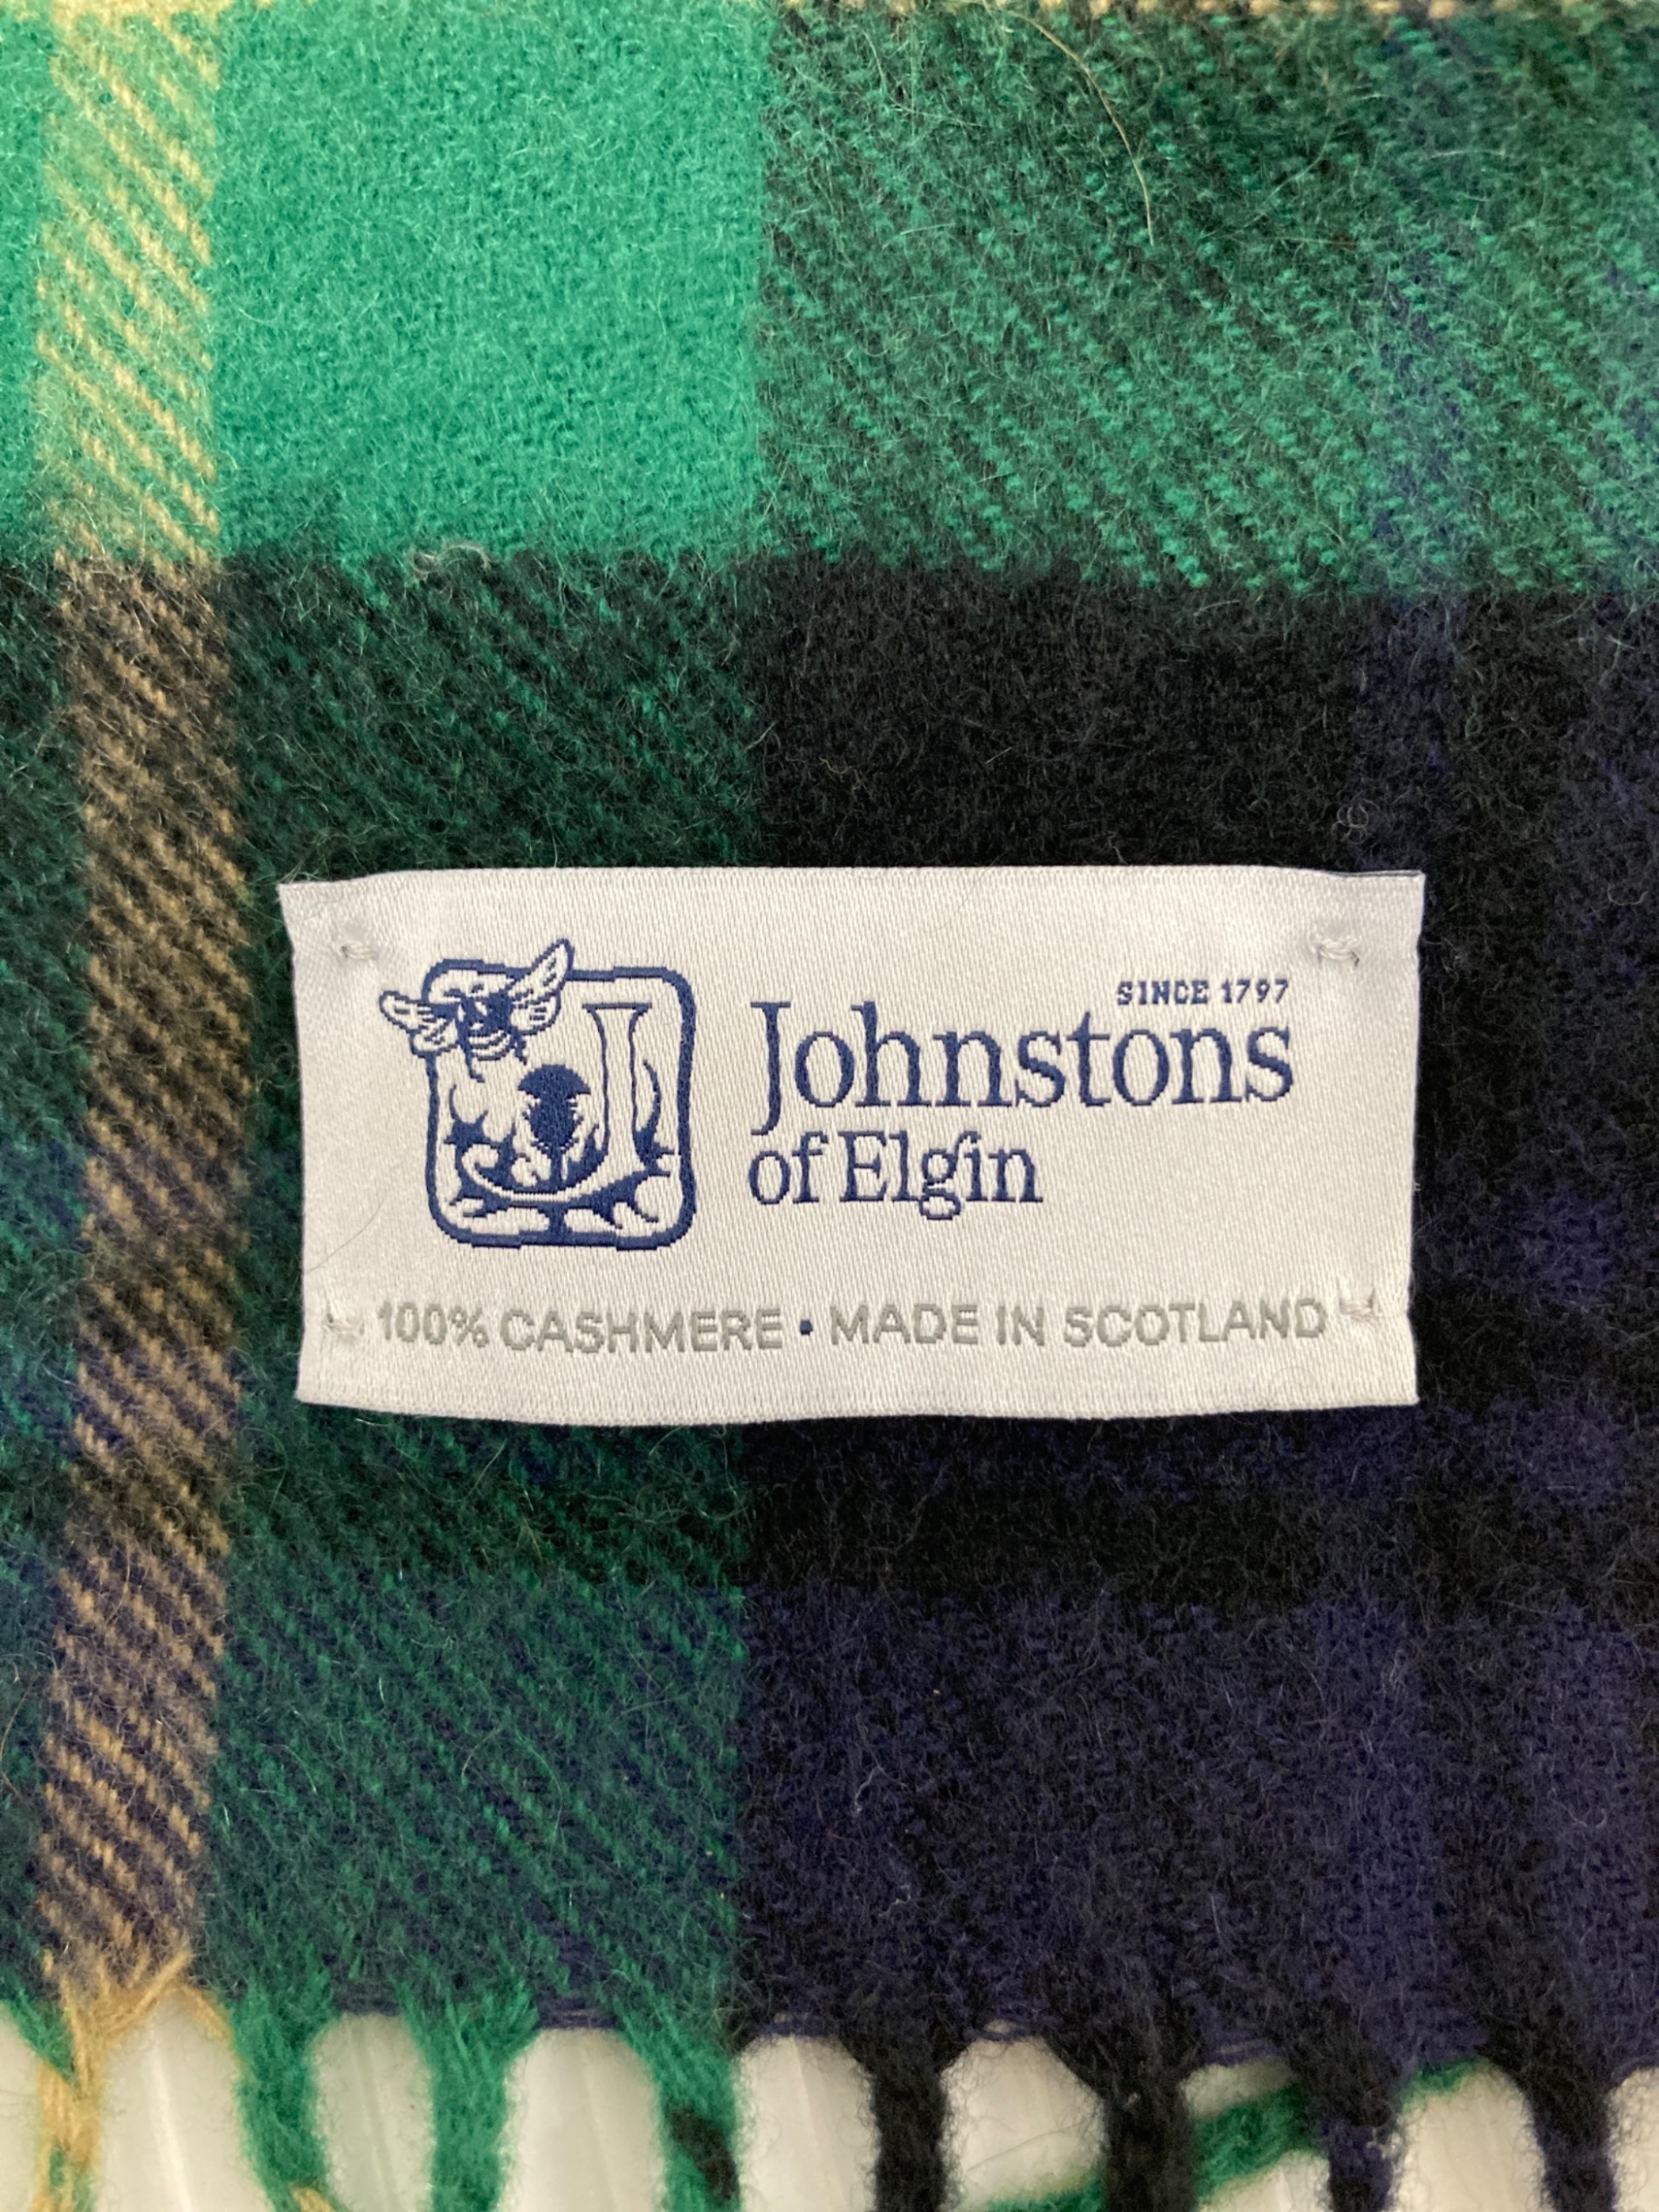 SINCE 1797
Johnstons
of Elgin
100% CASHMERE • MADE IN SCOTLAND